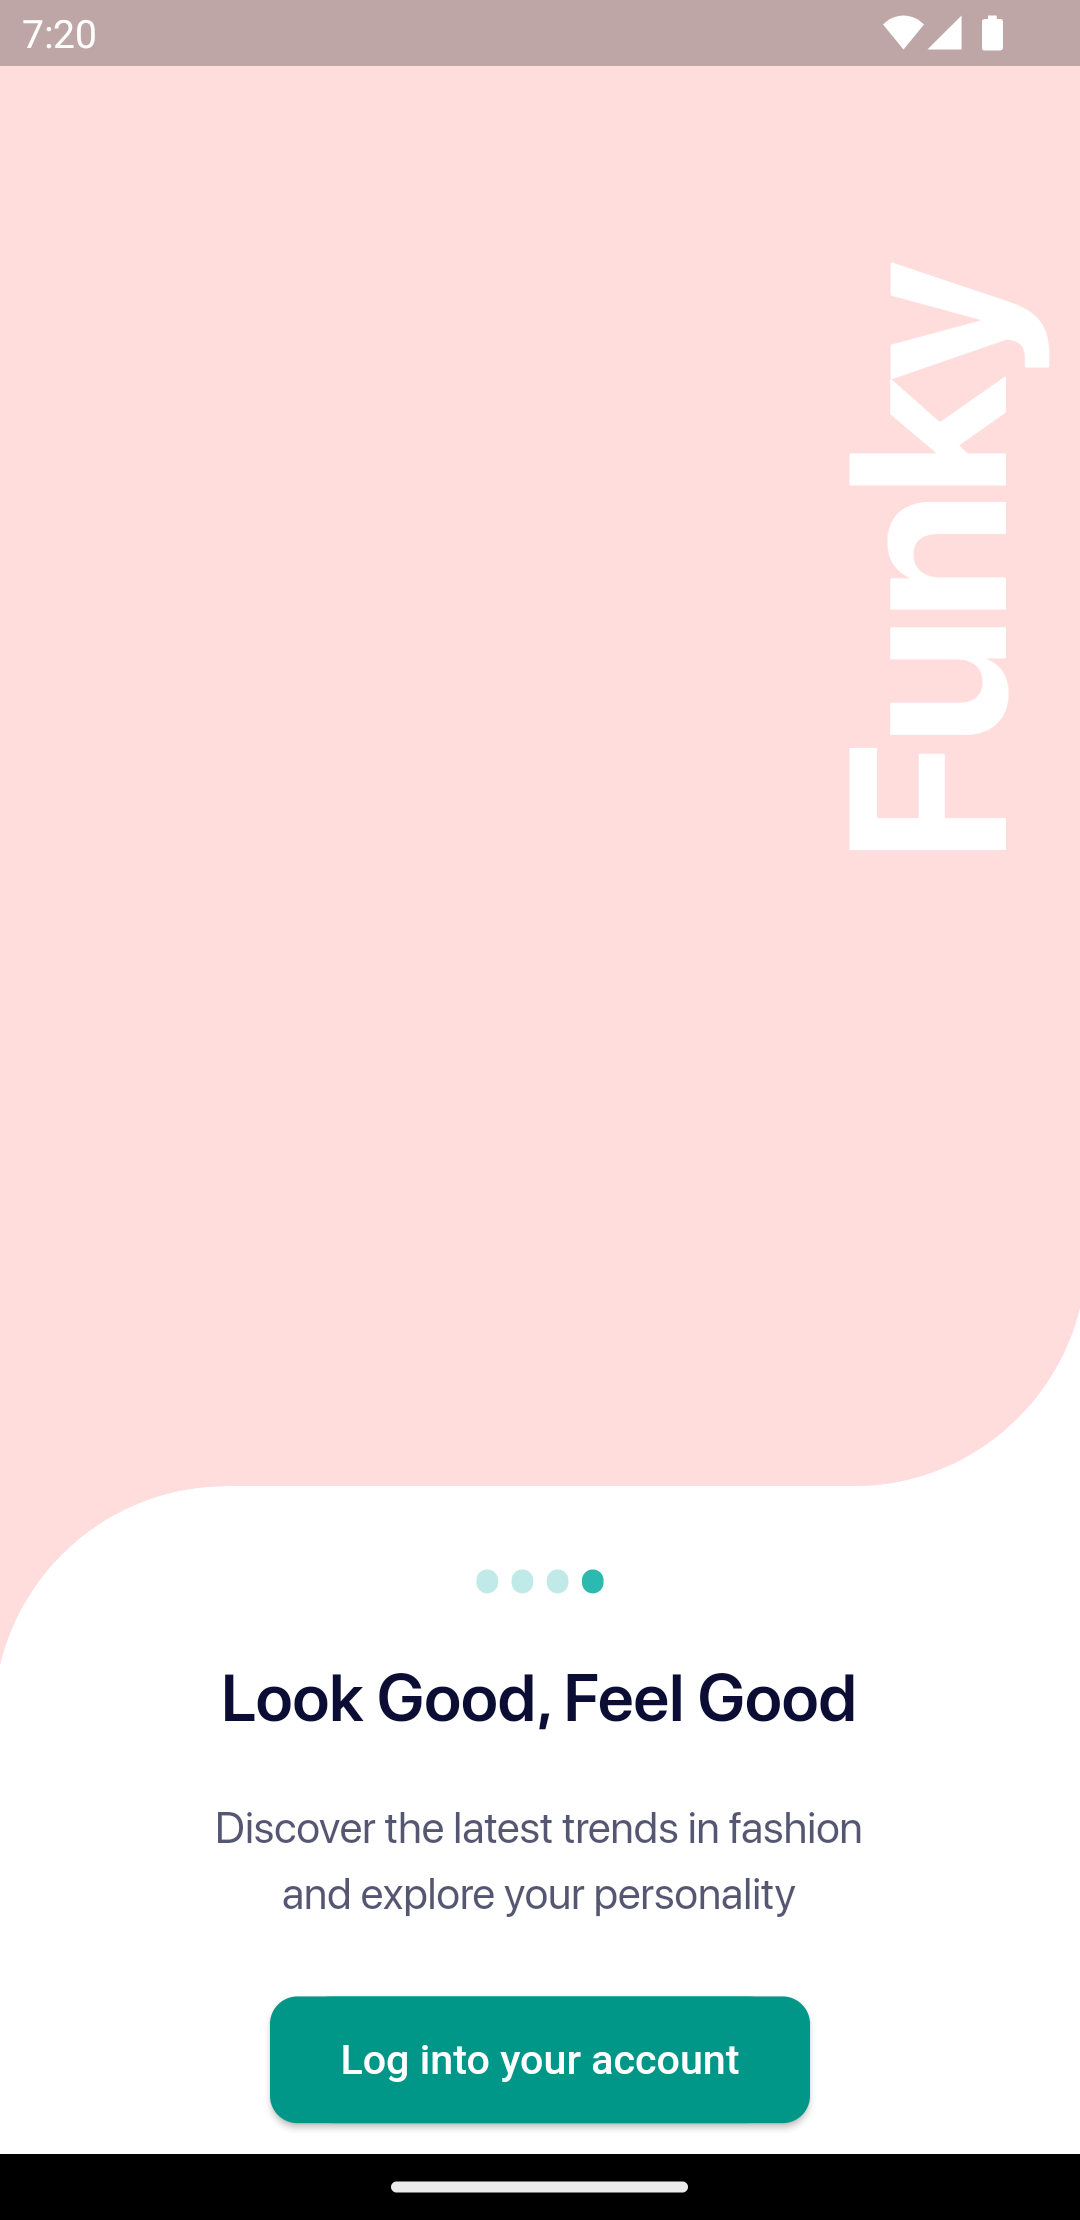 7:20
Funky
Look Good, Feel Good
Discover the latest trends in fashion
and explore your personality
Log into your account